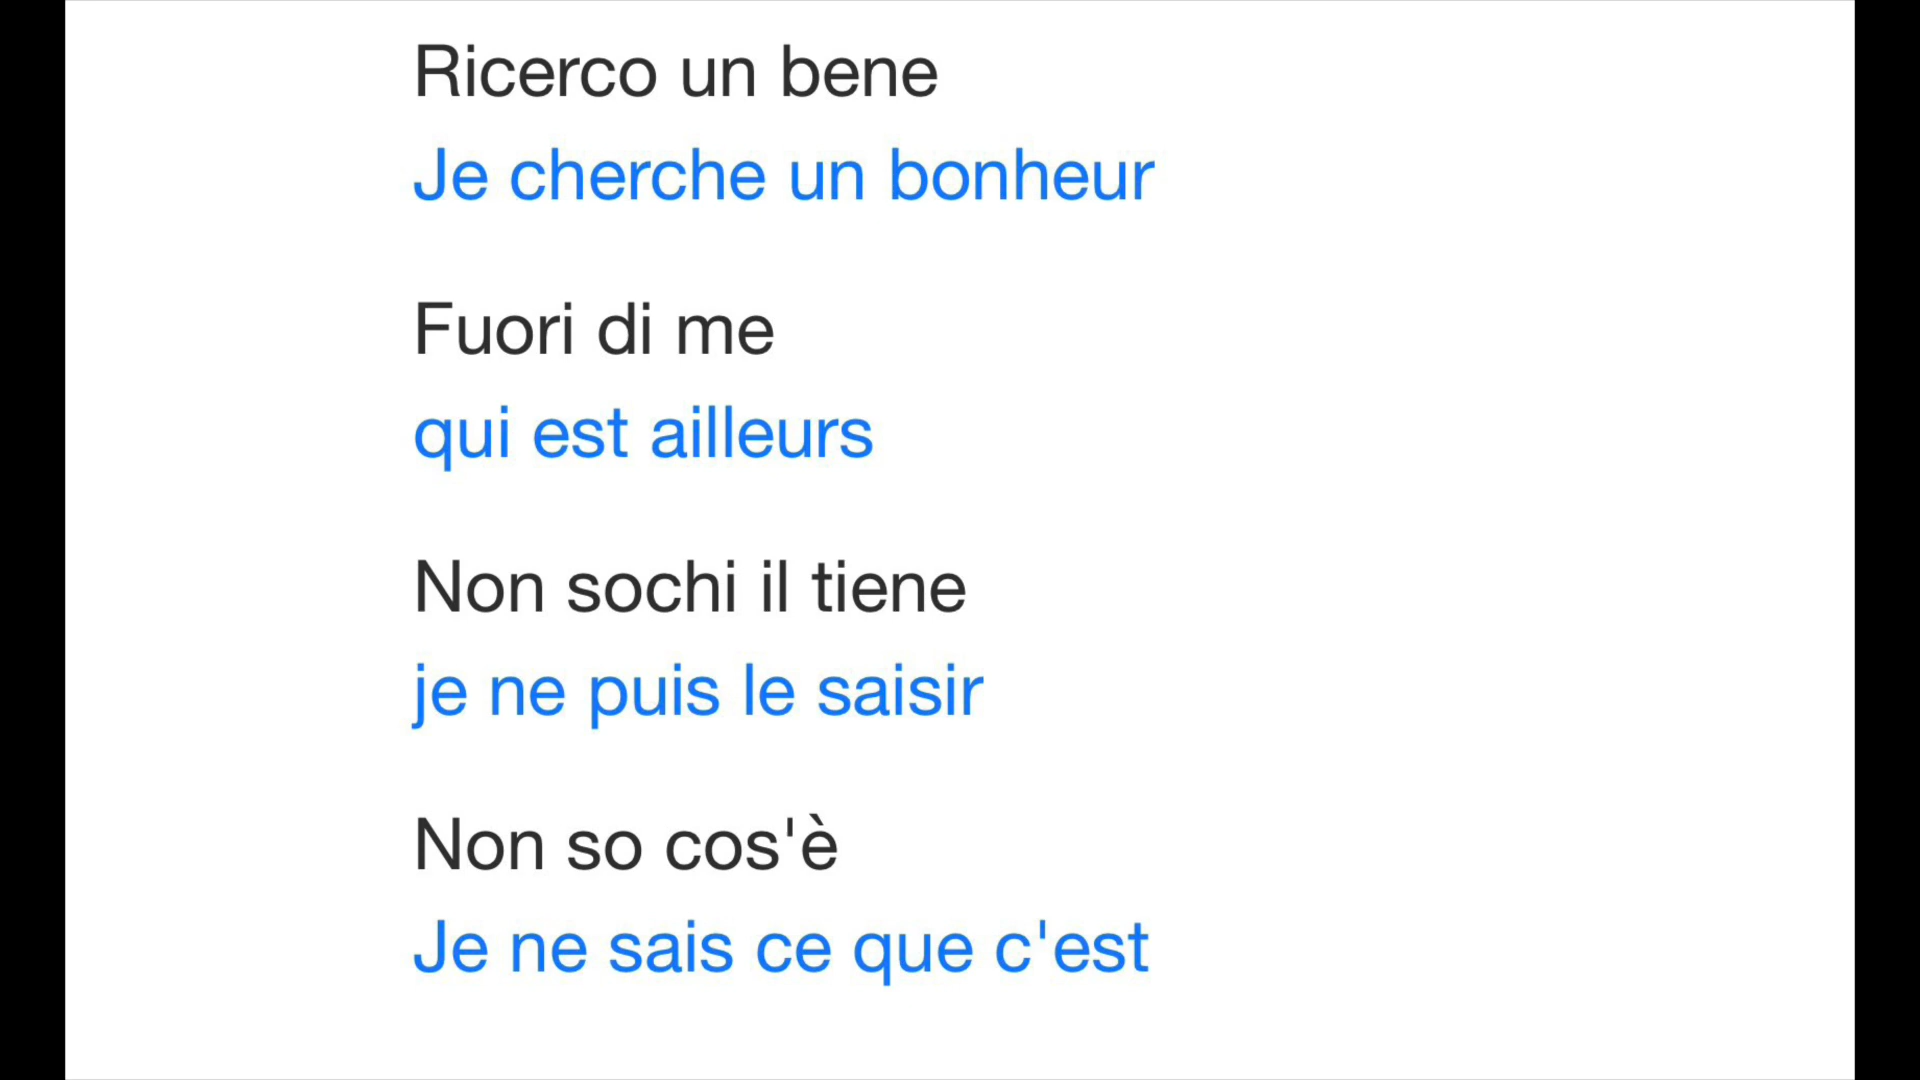 Ricerco un bene
Je cherche un bonheur
Fuori di me
qui est ailleurs
Non sochi il tiene
je ne puis le saisir
Non so cos'è
Je ne sais ce que c'est